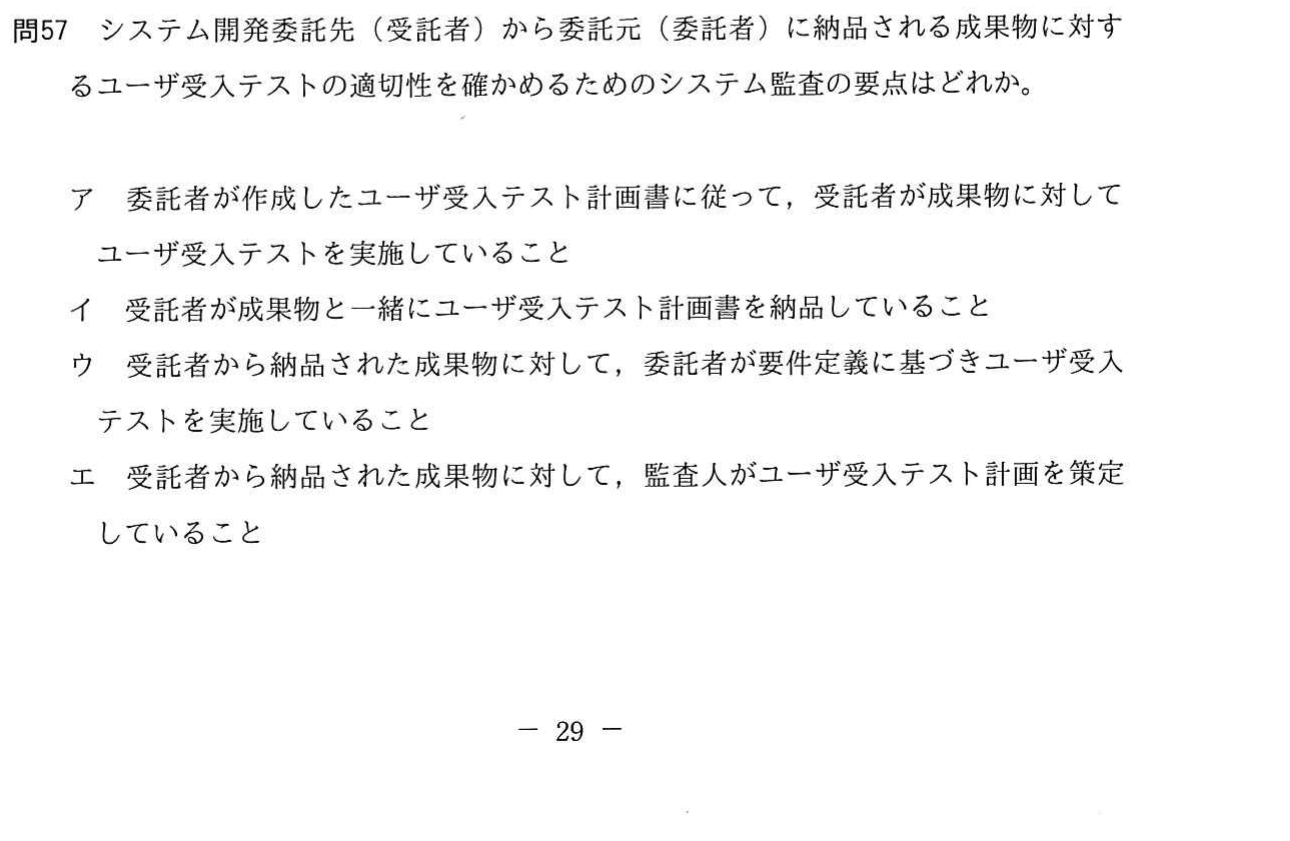 問57 システム開発委託先（受託者）から委託元（委託者）に納品される成果物に対す
るユーザ受入テストの適切性を確かめるためのシステム監査の要点はどれか。
ア 委託者が作成したユーザ受入テスト計画書に従って，受託者が成果物に対して
ユーザ受入テストを実施していること
イ 受託者が成果物と一緒にユーザ受入テスト計画書を納品していること
ウ 受託者から納品された成果物に対して，委託者が要件定義に基づきユーザ受入
テストを実施していること
エ 受託者から納品された成果物に対して，監査人がユーザ受入テスト計画を策定
していること
－ 29 －